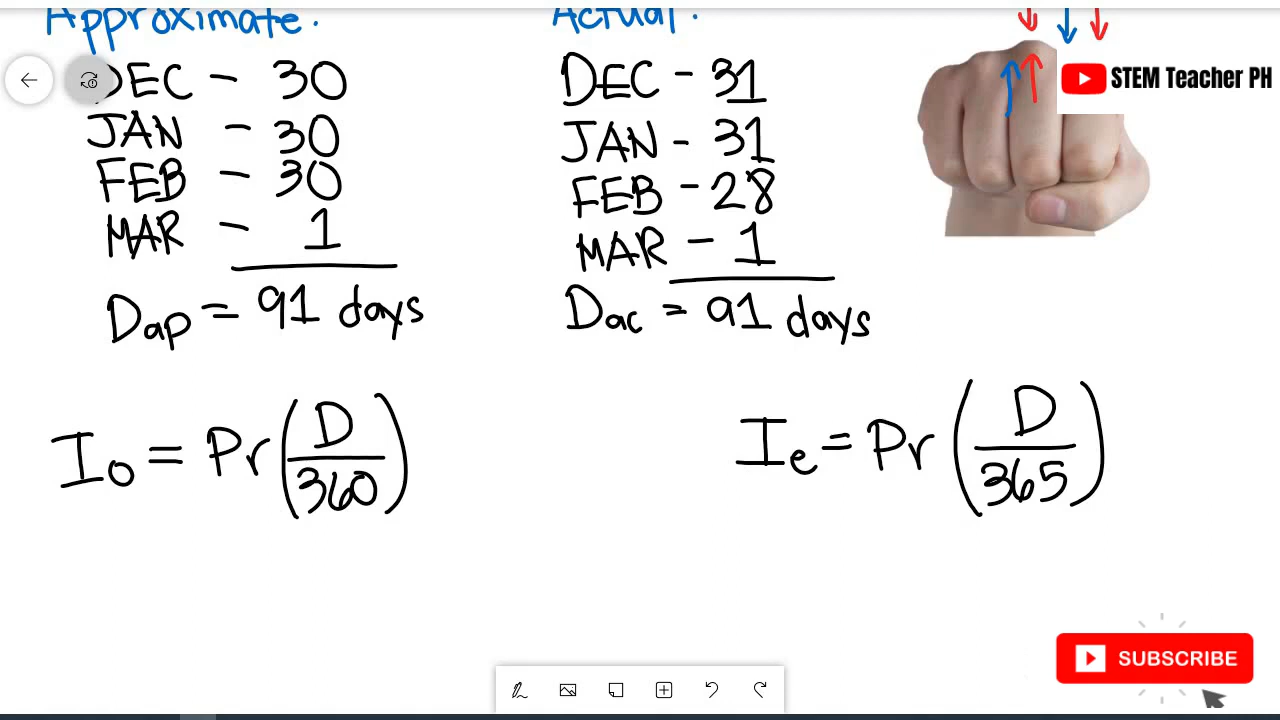 Approximate.
DEC - 30
JAN - 30
FEB - 30
MAR - 1
Dap = 91 days
Io = Pr(D/360)
Actual.
DEC - 31
JAN - 31
FEB - 28
MAR - 1
Dac = 91 days
Ie = Pr(D/365)
STEM Teacher PH
SUBSCRIBE